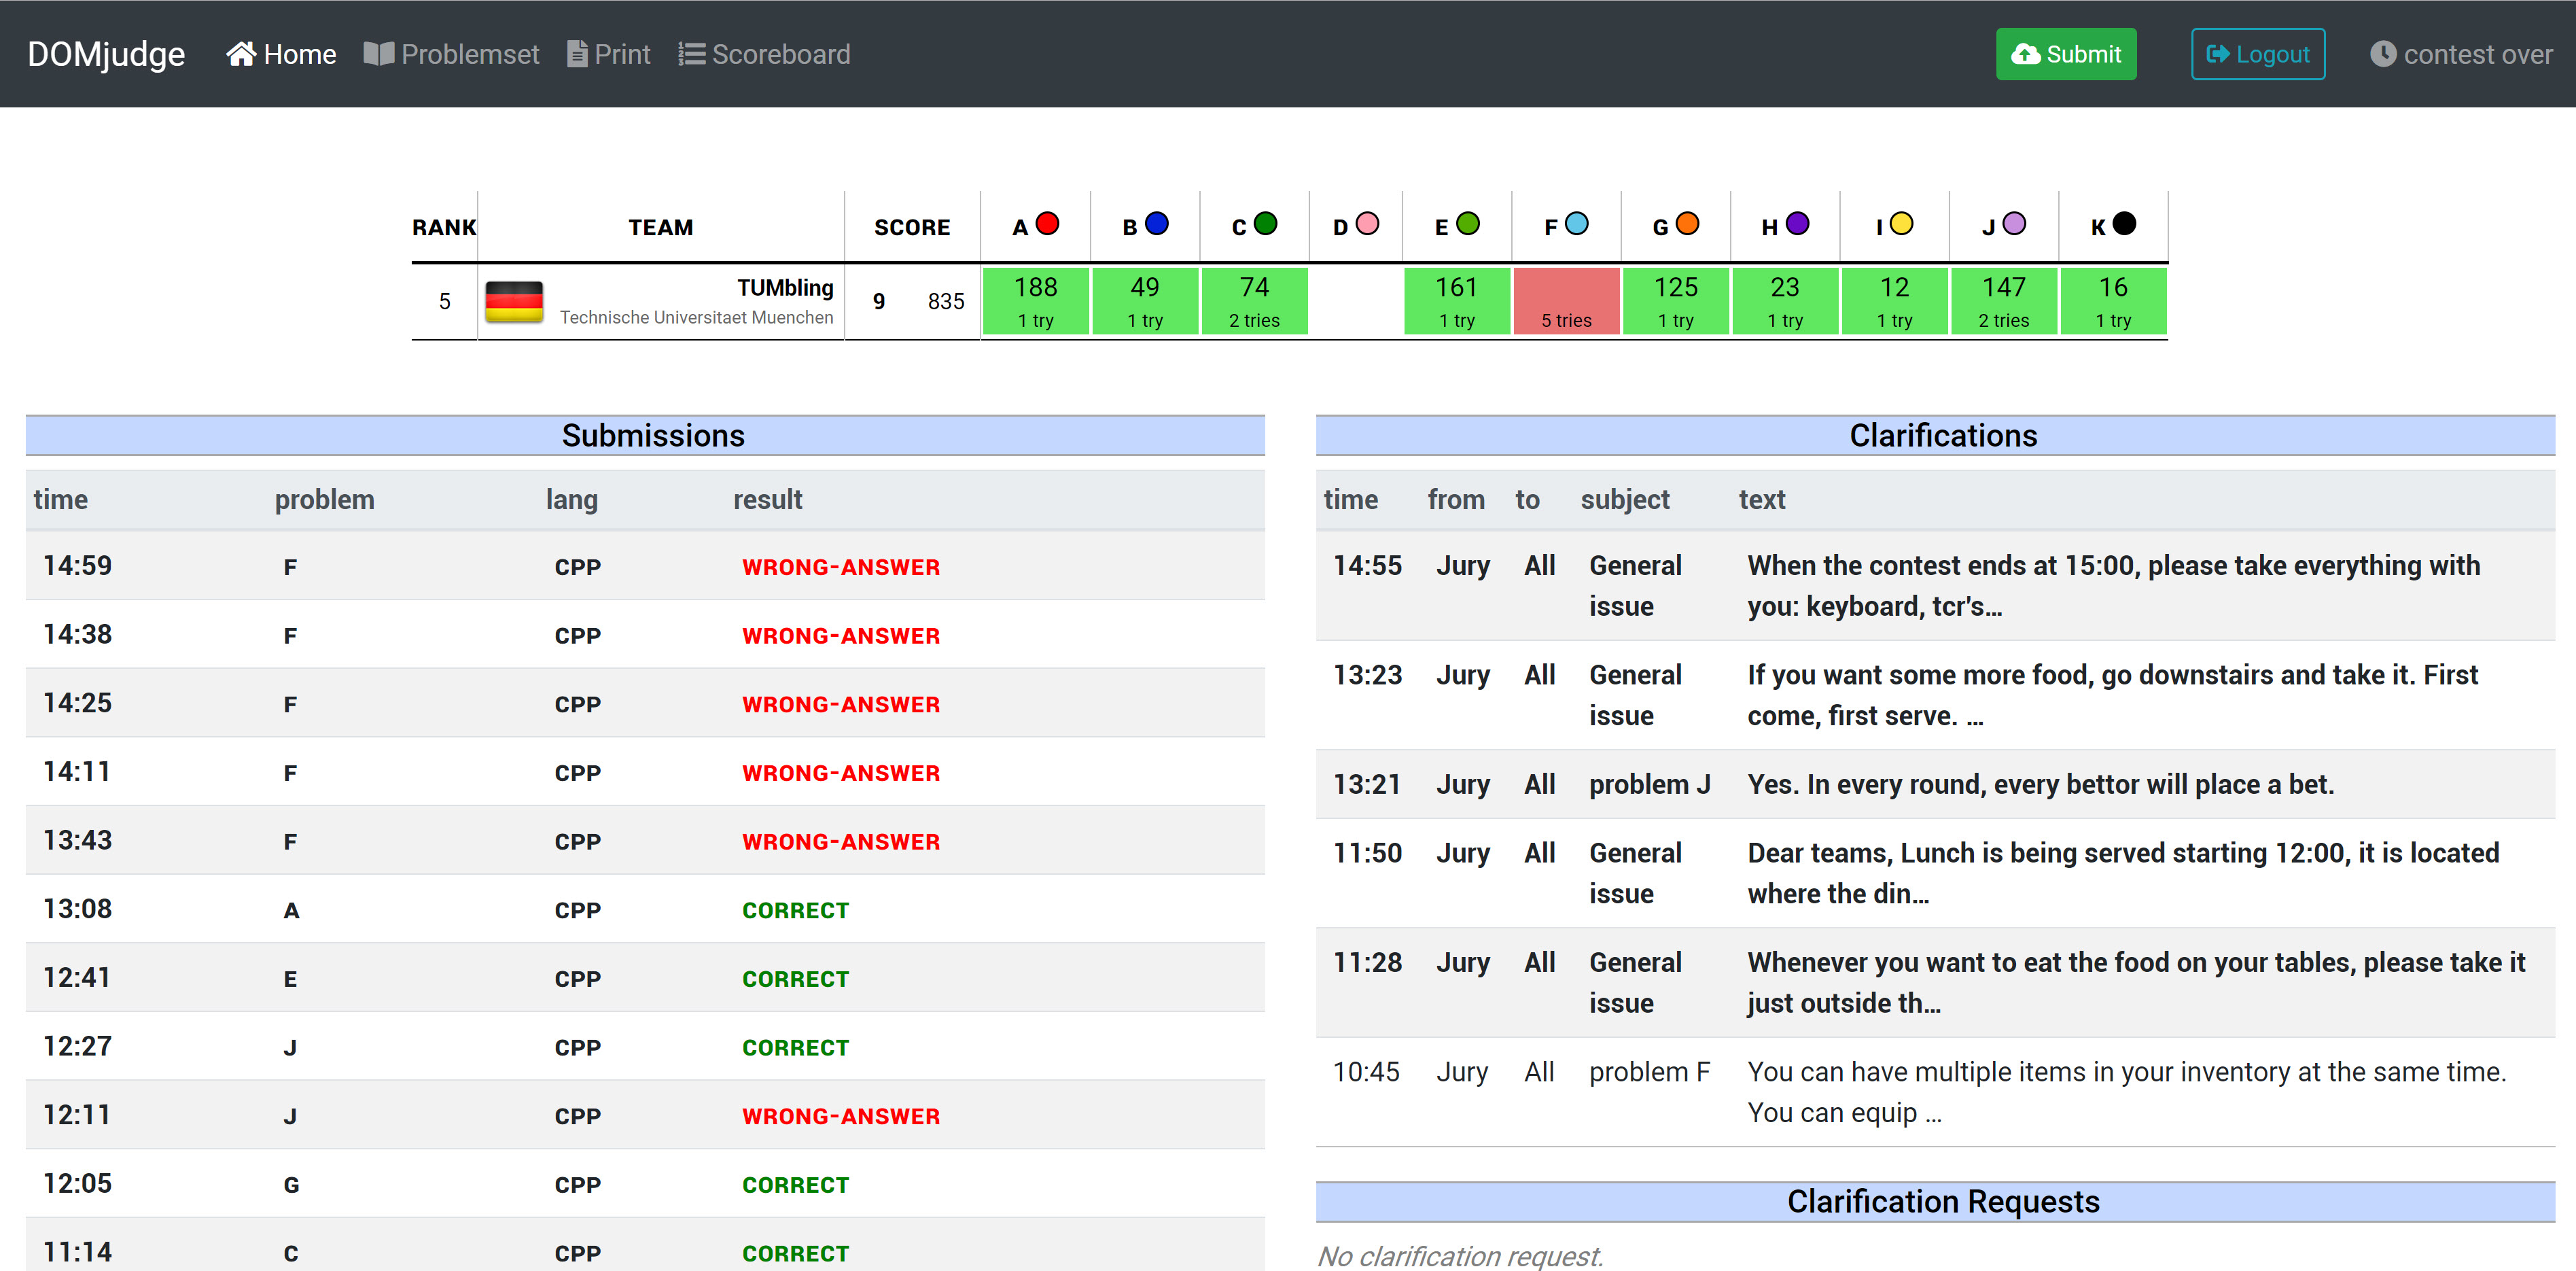 DOMjudge Home Problemset Print Scoreboard Submit Logout contest over
RANK TEAM SCORE A B C D E F G H I J K
5 TUMbling 9 835 188 49 74 161 125 23 12 147 16
Technische Universitaet Muenchen 1 try 1 try 2 tries 1 try 5 tries 1 try 1 try 1 try 2 tries 1 try
Submissions
time problem lang result
14:59 F CPP WRONG-ANSWER
14:38 F CPP WRONG-ANSWER
14:25 F CPP WRONG-ANSWER
14:11 F CPP WRONG-ANSWER
13:43 F CPP WRONG-ANSWER
13:08 A CPP CORRECT
12:41 E CPP CORRECT
12:27 J CPP CORRECT
12:11 J CPP WRONG-ANSWER
12:05 G CPP CORRECT
11:14 C CPP CORRECT
Clarifications
time from to subject text
14:55 Jury All General issue When the contest ends at 15:00, please take everything with
you: keyboard, tcr's...
13:23 Jury All General issue If you want some more food, go downstairs and take it. First
come, first serve. ...
13:21 Jury All problem J Yes. In every round, every bettor will place a bet.
11:50 Jury All General issue Dear teams, Lunch is being served starting 12:00, it is located
where the din...
11:28 Jury All General issue Whenever you want to eat the food on your tables, please take it
just outside th...
10:45 Jury All problem F You can have multiple items in your inventory at the same time.
You can equip ...
Clarification Requests
No clarification request.